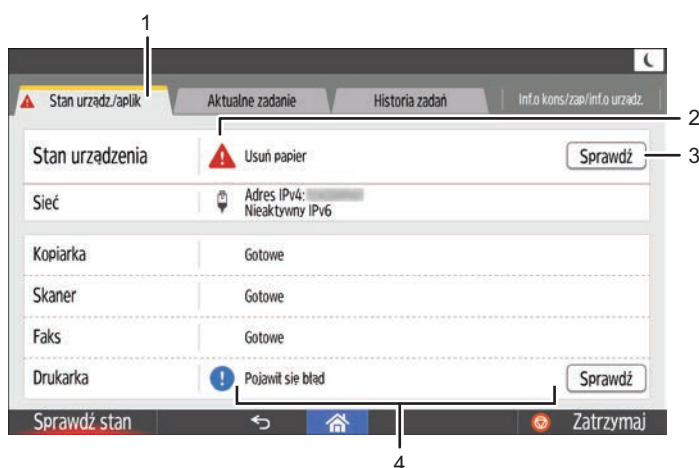 1
Stan urządz./aplik
Aktualne zadanie
Historia zadań
Inf.o kons/zap/inf.o urządz.
2
Stan urządzenia
Usuń papier
Sprawdź
3
Sieć
Adres IPv4:
Nieaktywny IPv6
Kopiarka
Gotowe
Skaner
Gotowe
Faks
Gotowe
Drukarka
Pojawił się błąd
Sprawdź
Sprawdź stan
Zatrzymaj
4